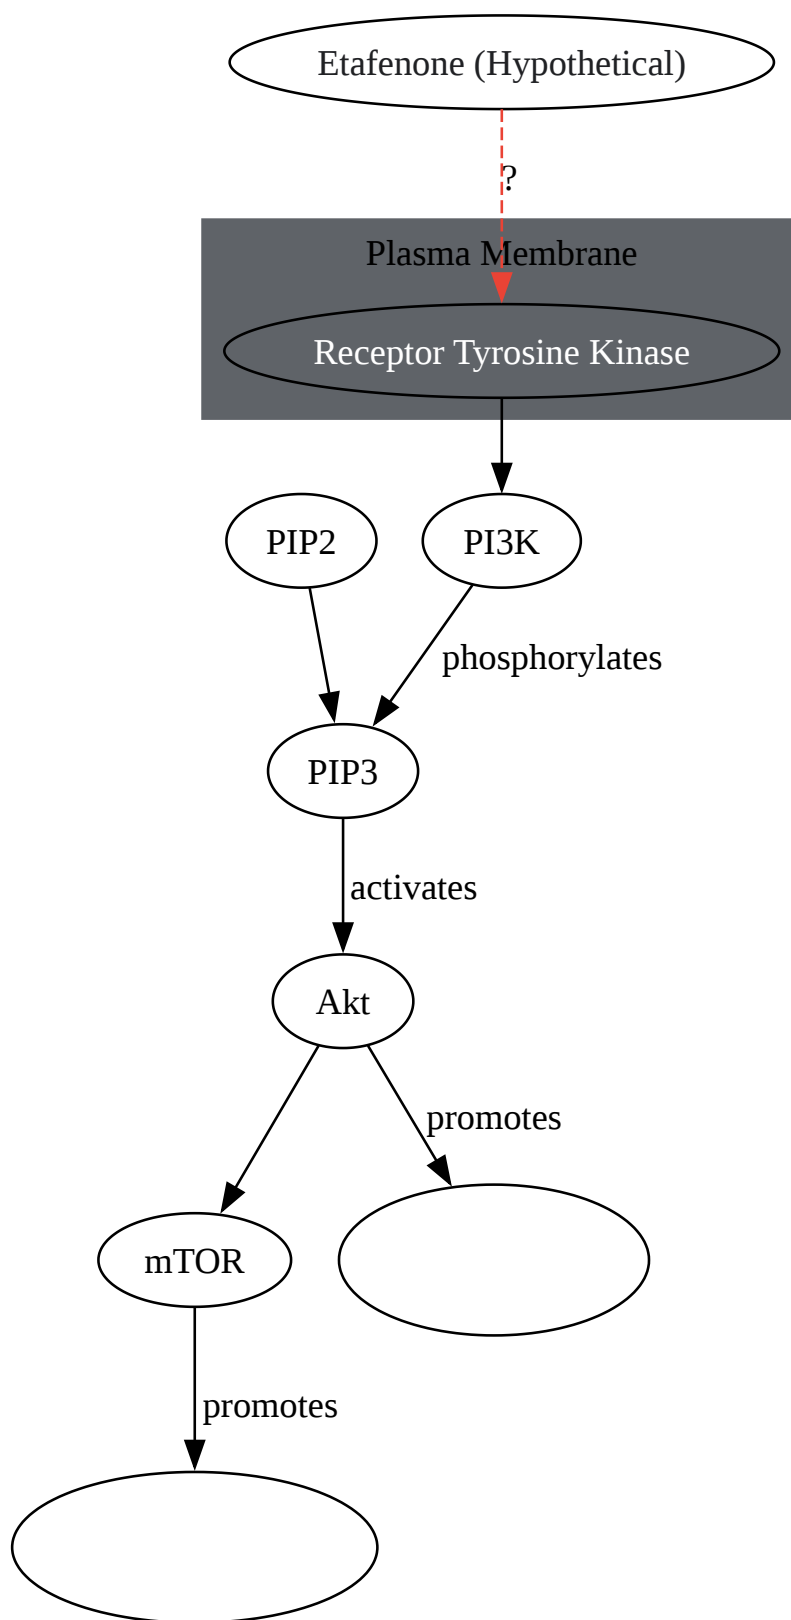 Etafenone (Hypothetical)
?
Plasma Membrane
Receptor Tyrosine Kinase
PIP2
PI3K
phosphorylates
PIP3
activates
Akt
promotes
mTOR
promotes